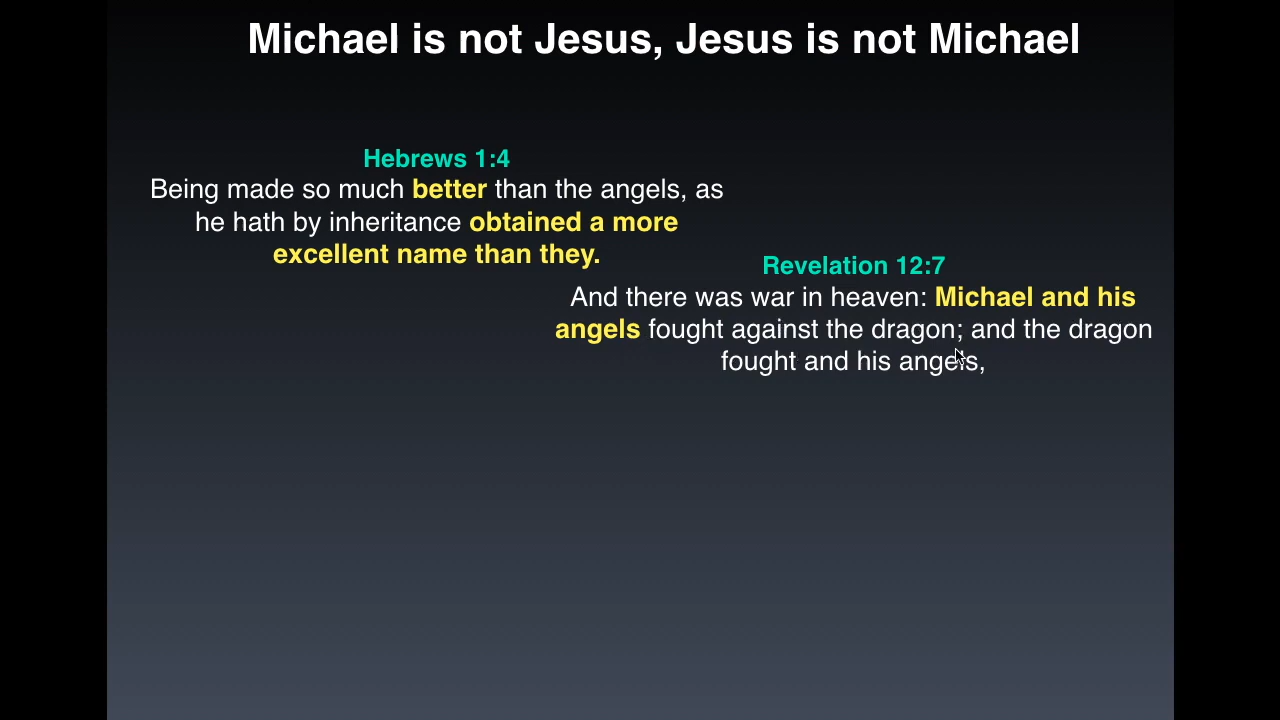 Michael is not Jesus, Jesus is not Michael
Hebrews 1:4
Being made so much better than the angels, as
he hath by inheritance obtained a more
excellent name than they.
Revelation 12:7
And there was war in heaven: Michael and his
angels fought against the dragon; and the dragon
fought and his angels,